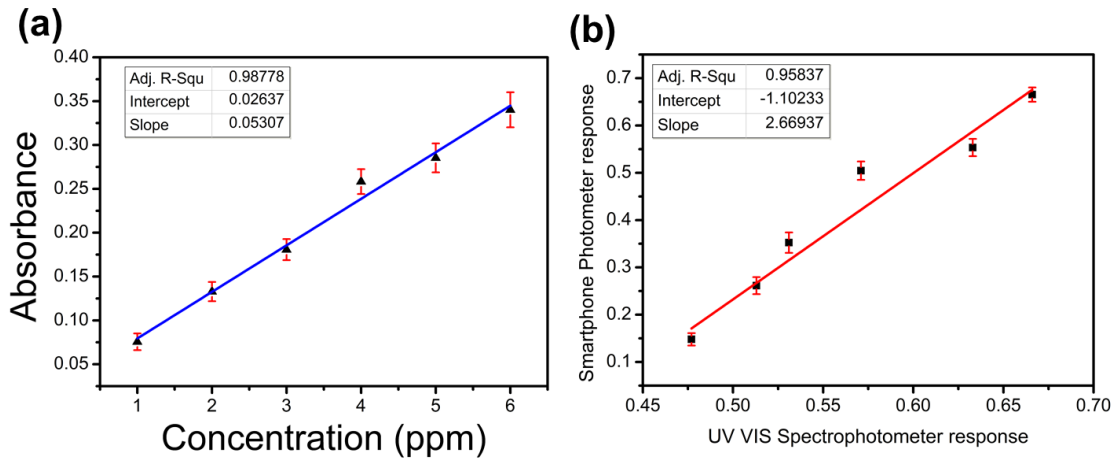 (a)
Absorbance
0.40
0.35
0.30
0.25
0.20
0.15
0.10
0.05
Adj. R-Squ 0.98778
Intercept 0.02637
Slope 0.05307
1 2 3 4 5 6
Concentration (ppm)
(b)
Smartphone Photometer response
0.7
0.6
0.5
0.4
0.3
0.2
0.1
Adj. R-Squ 0.95837
Intercept -1.10233
Slope 2.66937
0.45 0.50 0.55 0.60 0.65 0.70
UV VIS Spectrophotometer response